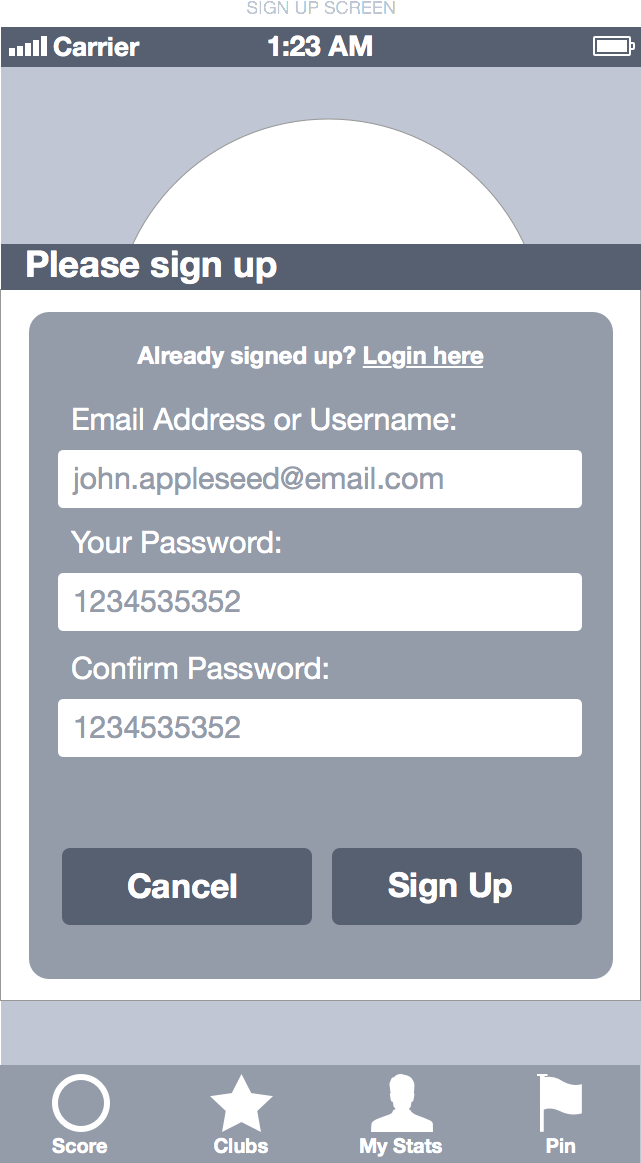 SIGN UP SCREEN
Carrier 1:23 AM
Please sign up
Already signed up? Login here
Email Address or Username:
john.appleseed@email.com
Your Password:
1234535352
Confirm Password:
1234535352
Cancel Sign Up
Score Clubs My Stats Pin